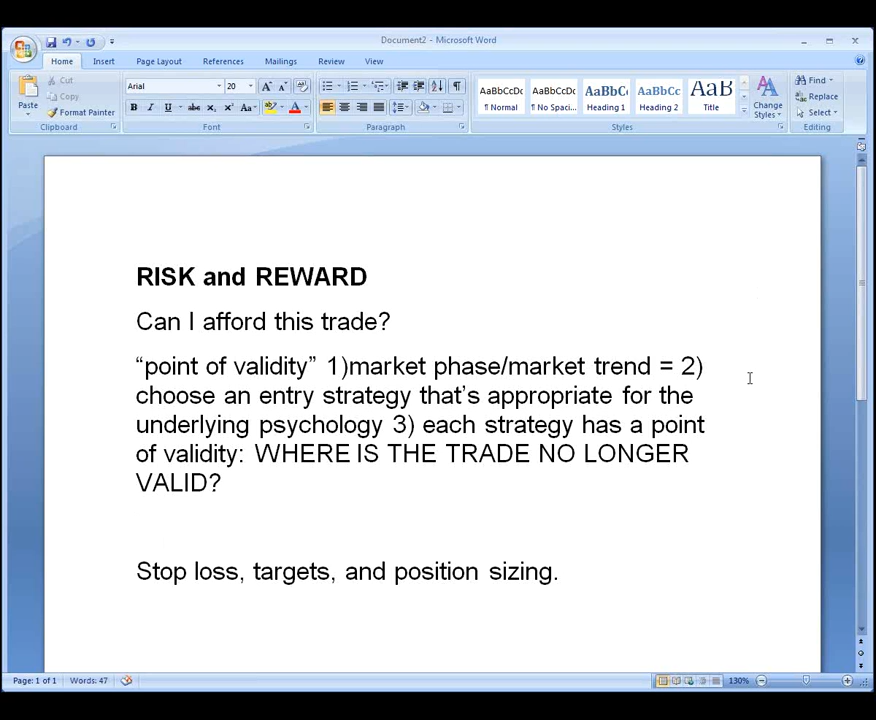 Document2 - Microsoft Word
Home Insert Page Layout References Mailings Review View
Cut
Copy
Format Painter
Paste
Clipboard
Arial 20
B I U abc x₂ x² Aa
Font
Paragraph
AaBbCcDc AaBbCcDc AaBbC AaBbCc AaB
¶ Normal ¶ No Spaci... Heading 1 Heading 2 Title
Change Styles
Styles
Find
Replace
Select
Editing
RISK and REWARD
Can I afford this trade?
“point of validity” 1)market phase/market trend = 2)
choose an entry strategy that’s appropriate for the
underlying psychology 3) each strategy has a point
of validity: WHERE IS THE TRADE NO LONGER
VALID?
Stop loss, targets, and position sizing.
Page: 1 of 1 Words: 47 130%